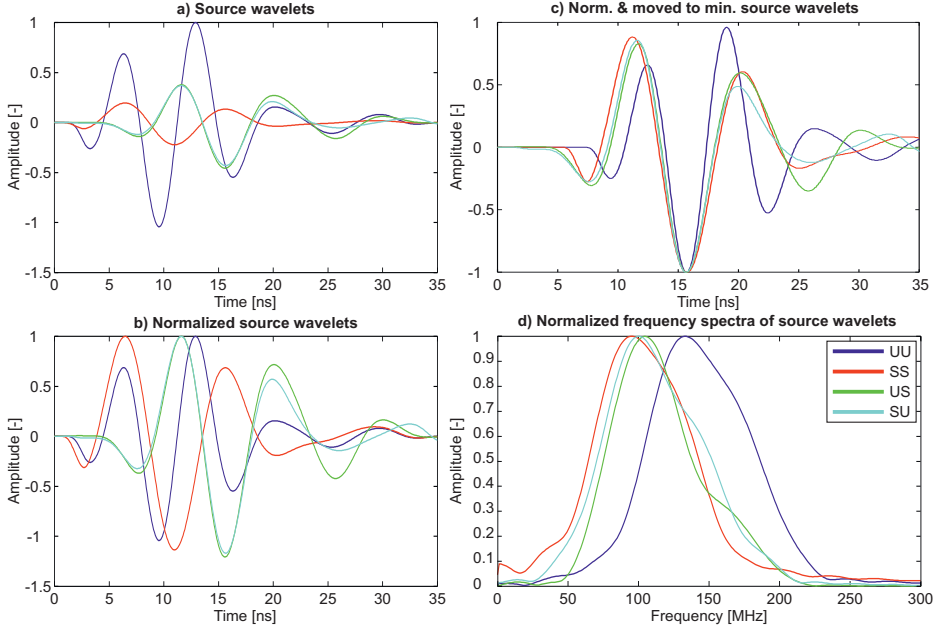 a) Source wavelets
1
0.5
0
-0.5
-1
-1.5
Amplitude [-]
0 5 10 15 20 25 30 35
Time [ns]
c) Norm. & moved to min. source wavelets
1
0.5
0
-0.5
-1
Amplitude [-]
0 5 10 15 20 25 30 35
Time [ns]
b) Normalized source wavelets
1
0.5
0
-0.5
-1
-1.5
Amplitude [-]
0 5 10 15 20 25 30 35
Time [ns]
d) Normalized frequency spectra of source wavelets
1
0.9
0.8
0.7
0.6
0.5
0.4
0.3
0.2
0.1
0
Amplitude [-]
UU
SS
US
SU
0 50 100 150 200 250 300
Frequency [MHz]